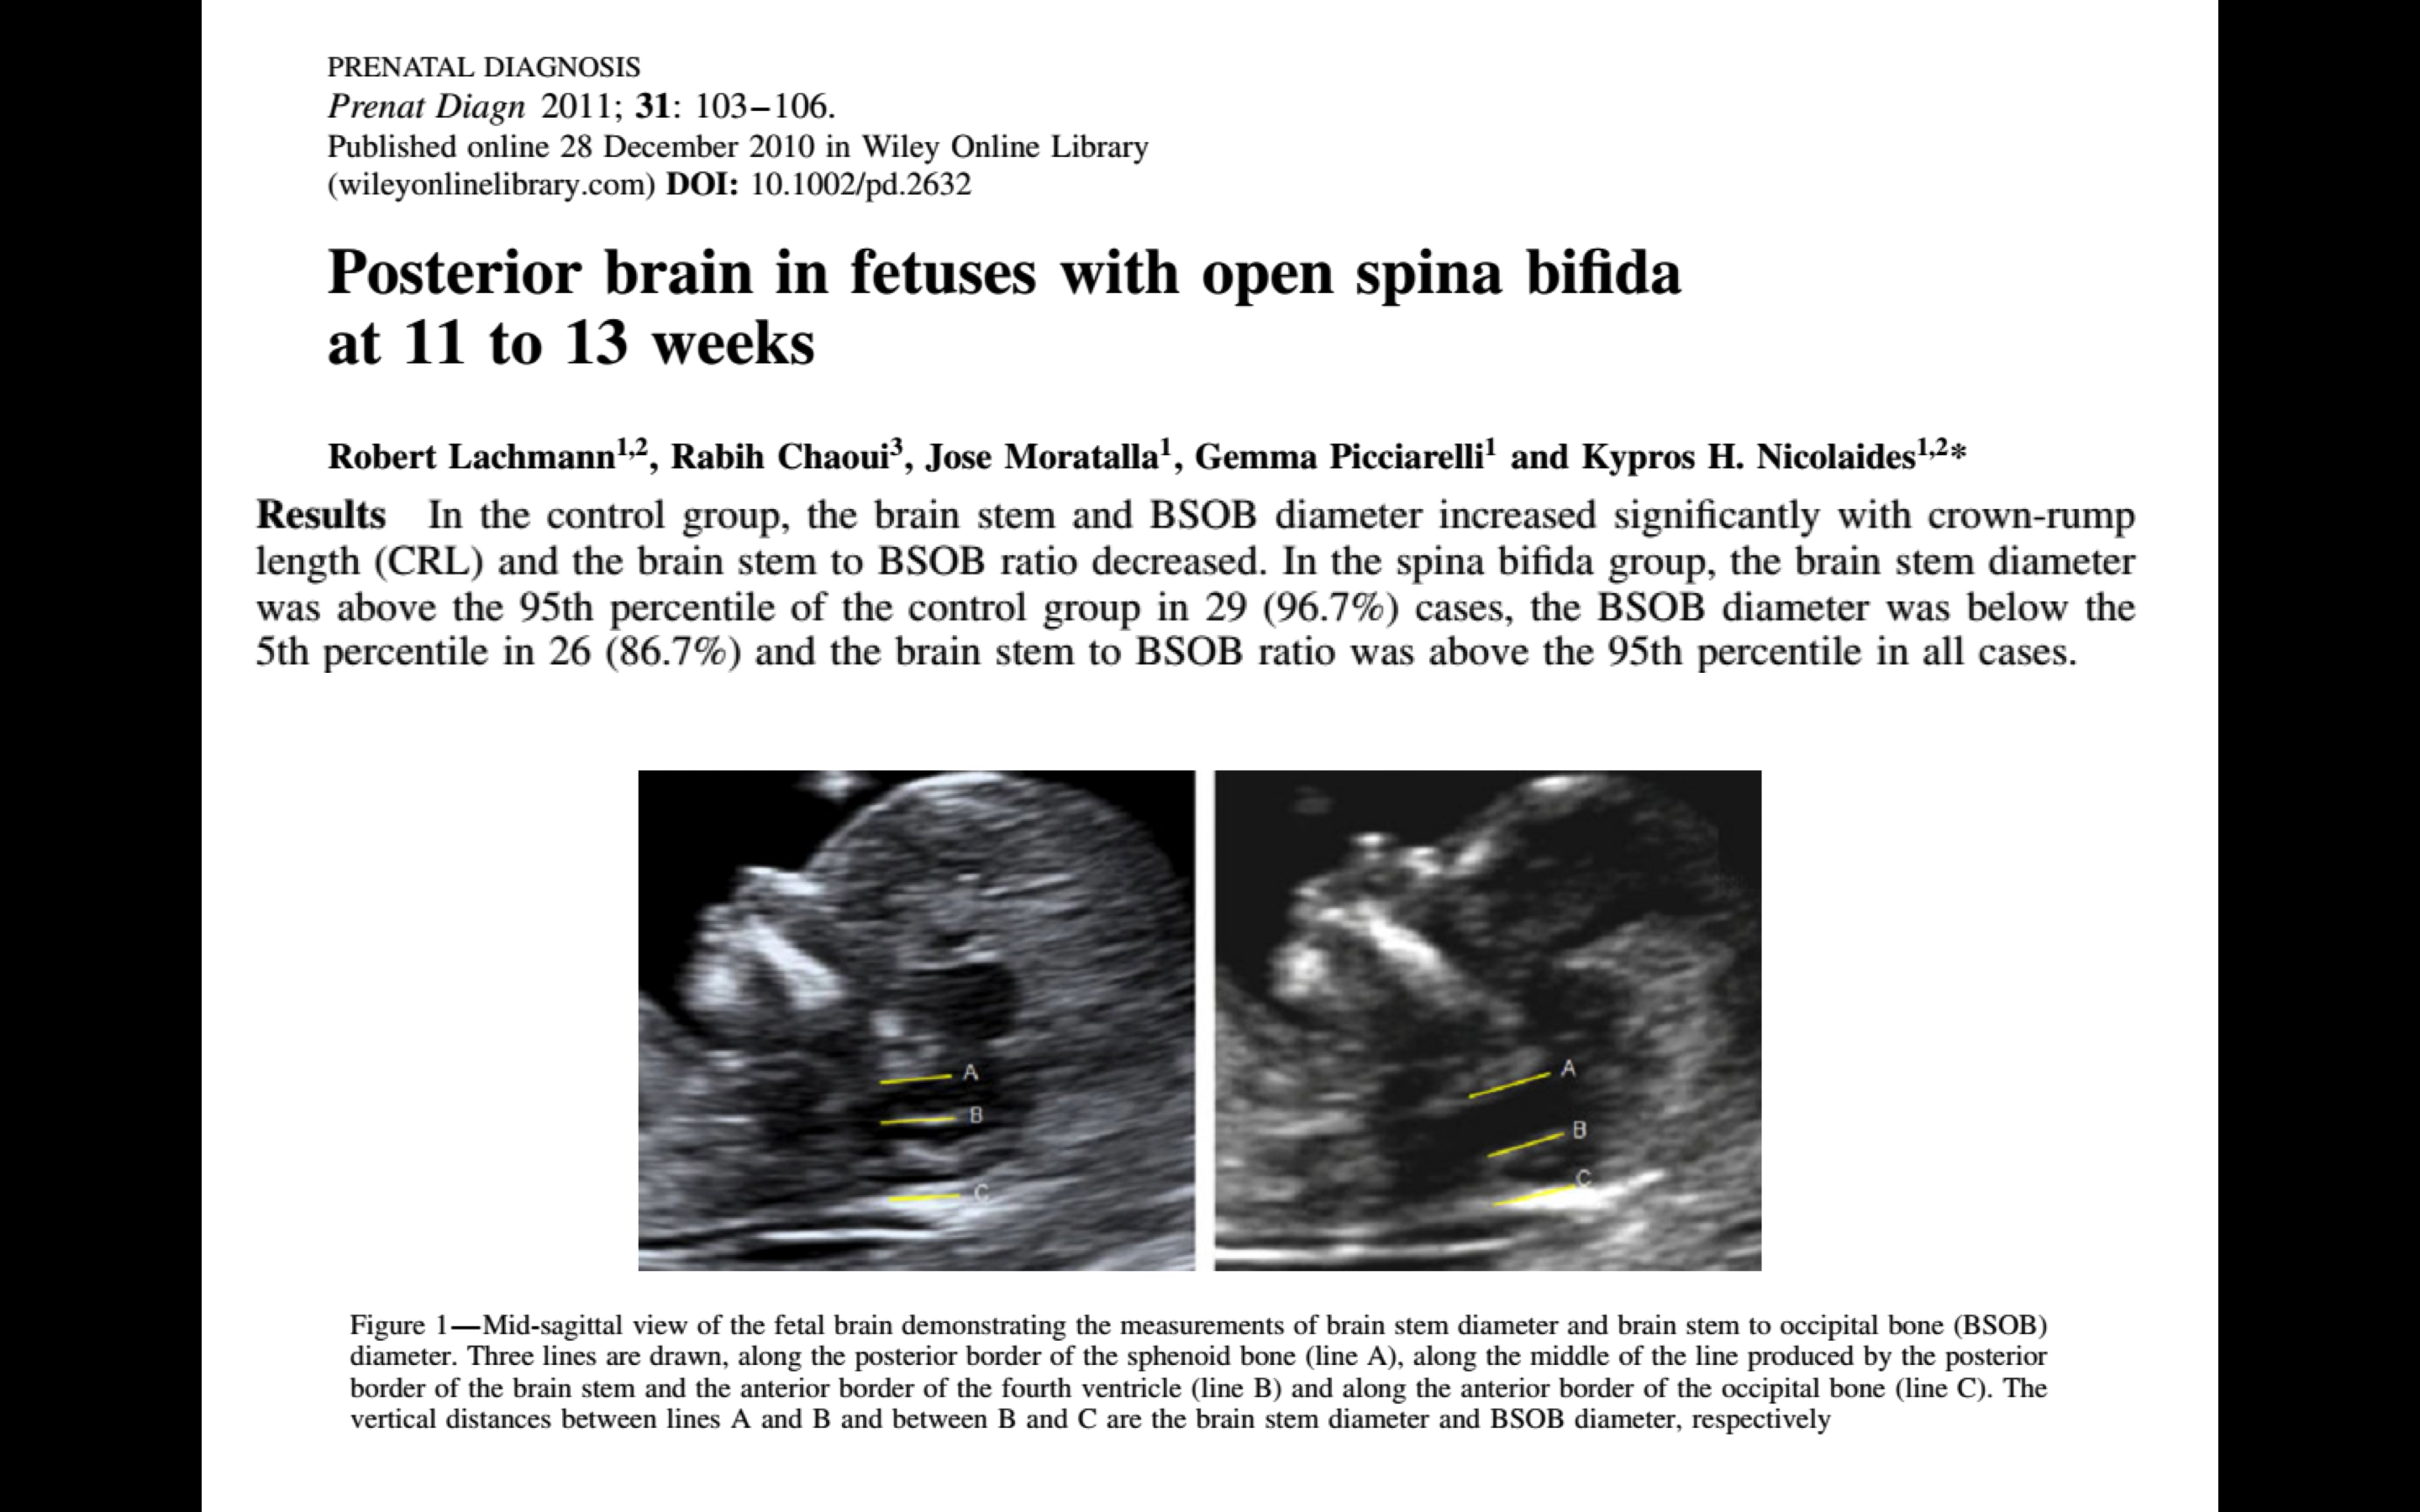 PRENATAL DIAGNOSIS
Prenat Diagn 2011; 31: 103–106.
Published online 28 December 2010 in Wiley Online Library
(wileyonlinelibrary.com) DOI: 10.1002/pd.2632
Posterior brain in fetuses with open spina bifida
at 11 to 13 weeks
Robert Lachmann1,2, Rabih Chaoui3, Jose Moratalla1, Gemma Picciarelli1 and Kypros H. Nicolaides1,2*
Results In the control group, the brain stem and BSOB diameter increased significantly with crown-rump
length (CRL) and the brain stem to BSOB ratio decreased. In the spina bifida group, the brain stem diameter
was above the 95th percentile of the control group in 29 (96.7%) cases, the BSOB diameter was below the
5th percentile in 26 (86.7%) and the brain stem to BSOB ratio was above the 95th percentile in all cases.
A
B
C
A
B
C
Figure 1—Mid-sagittal view of the fetal brain demonstrating the measurements of brain stem diameter and brain stem to occipital bone (BSOB)
diameter. Three lines are drawn, along the posterior border of the sphenoid bone (line A), along the middle of the line produced by the posterior
border of the brain stem and the anterior border of the fourth ventricle (line B) and along the anterior border of the occipital bone (line C). The
vertical distances between lines A and B and between B and C are the brain stem diameter and BSOB diameter, respectively